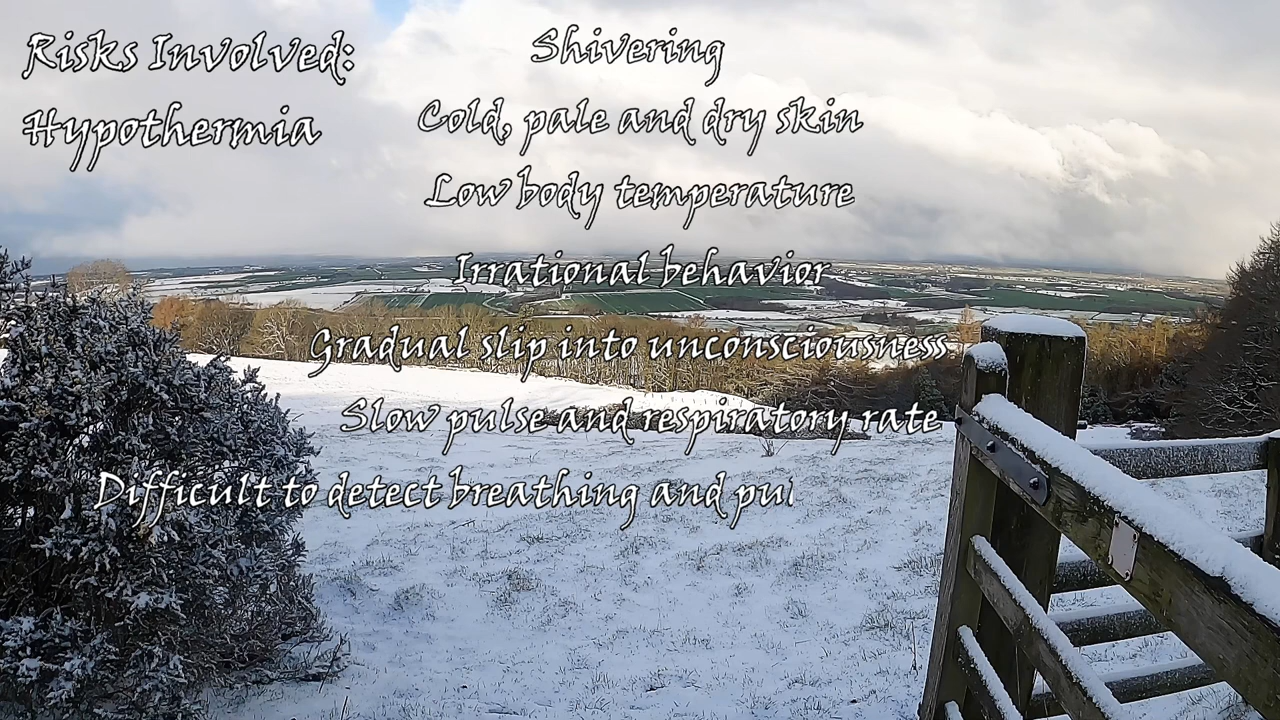 Risks Involved:
Hypothermia
Shivering
Cold, pale and dry skin
Low body temperature
Irrational behavior
Gradual slip into unconsciousness
Slow pulse and respiratory rate
Difficult to detect breathing and